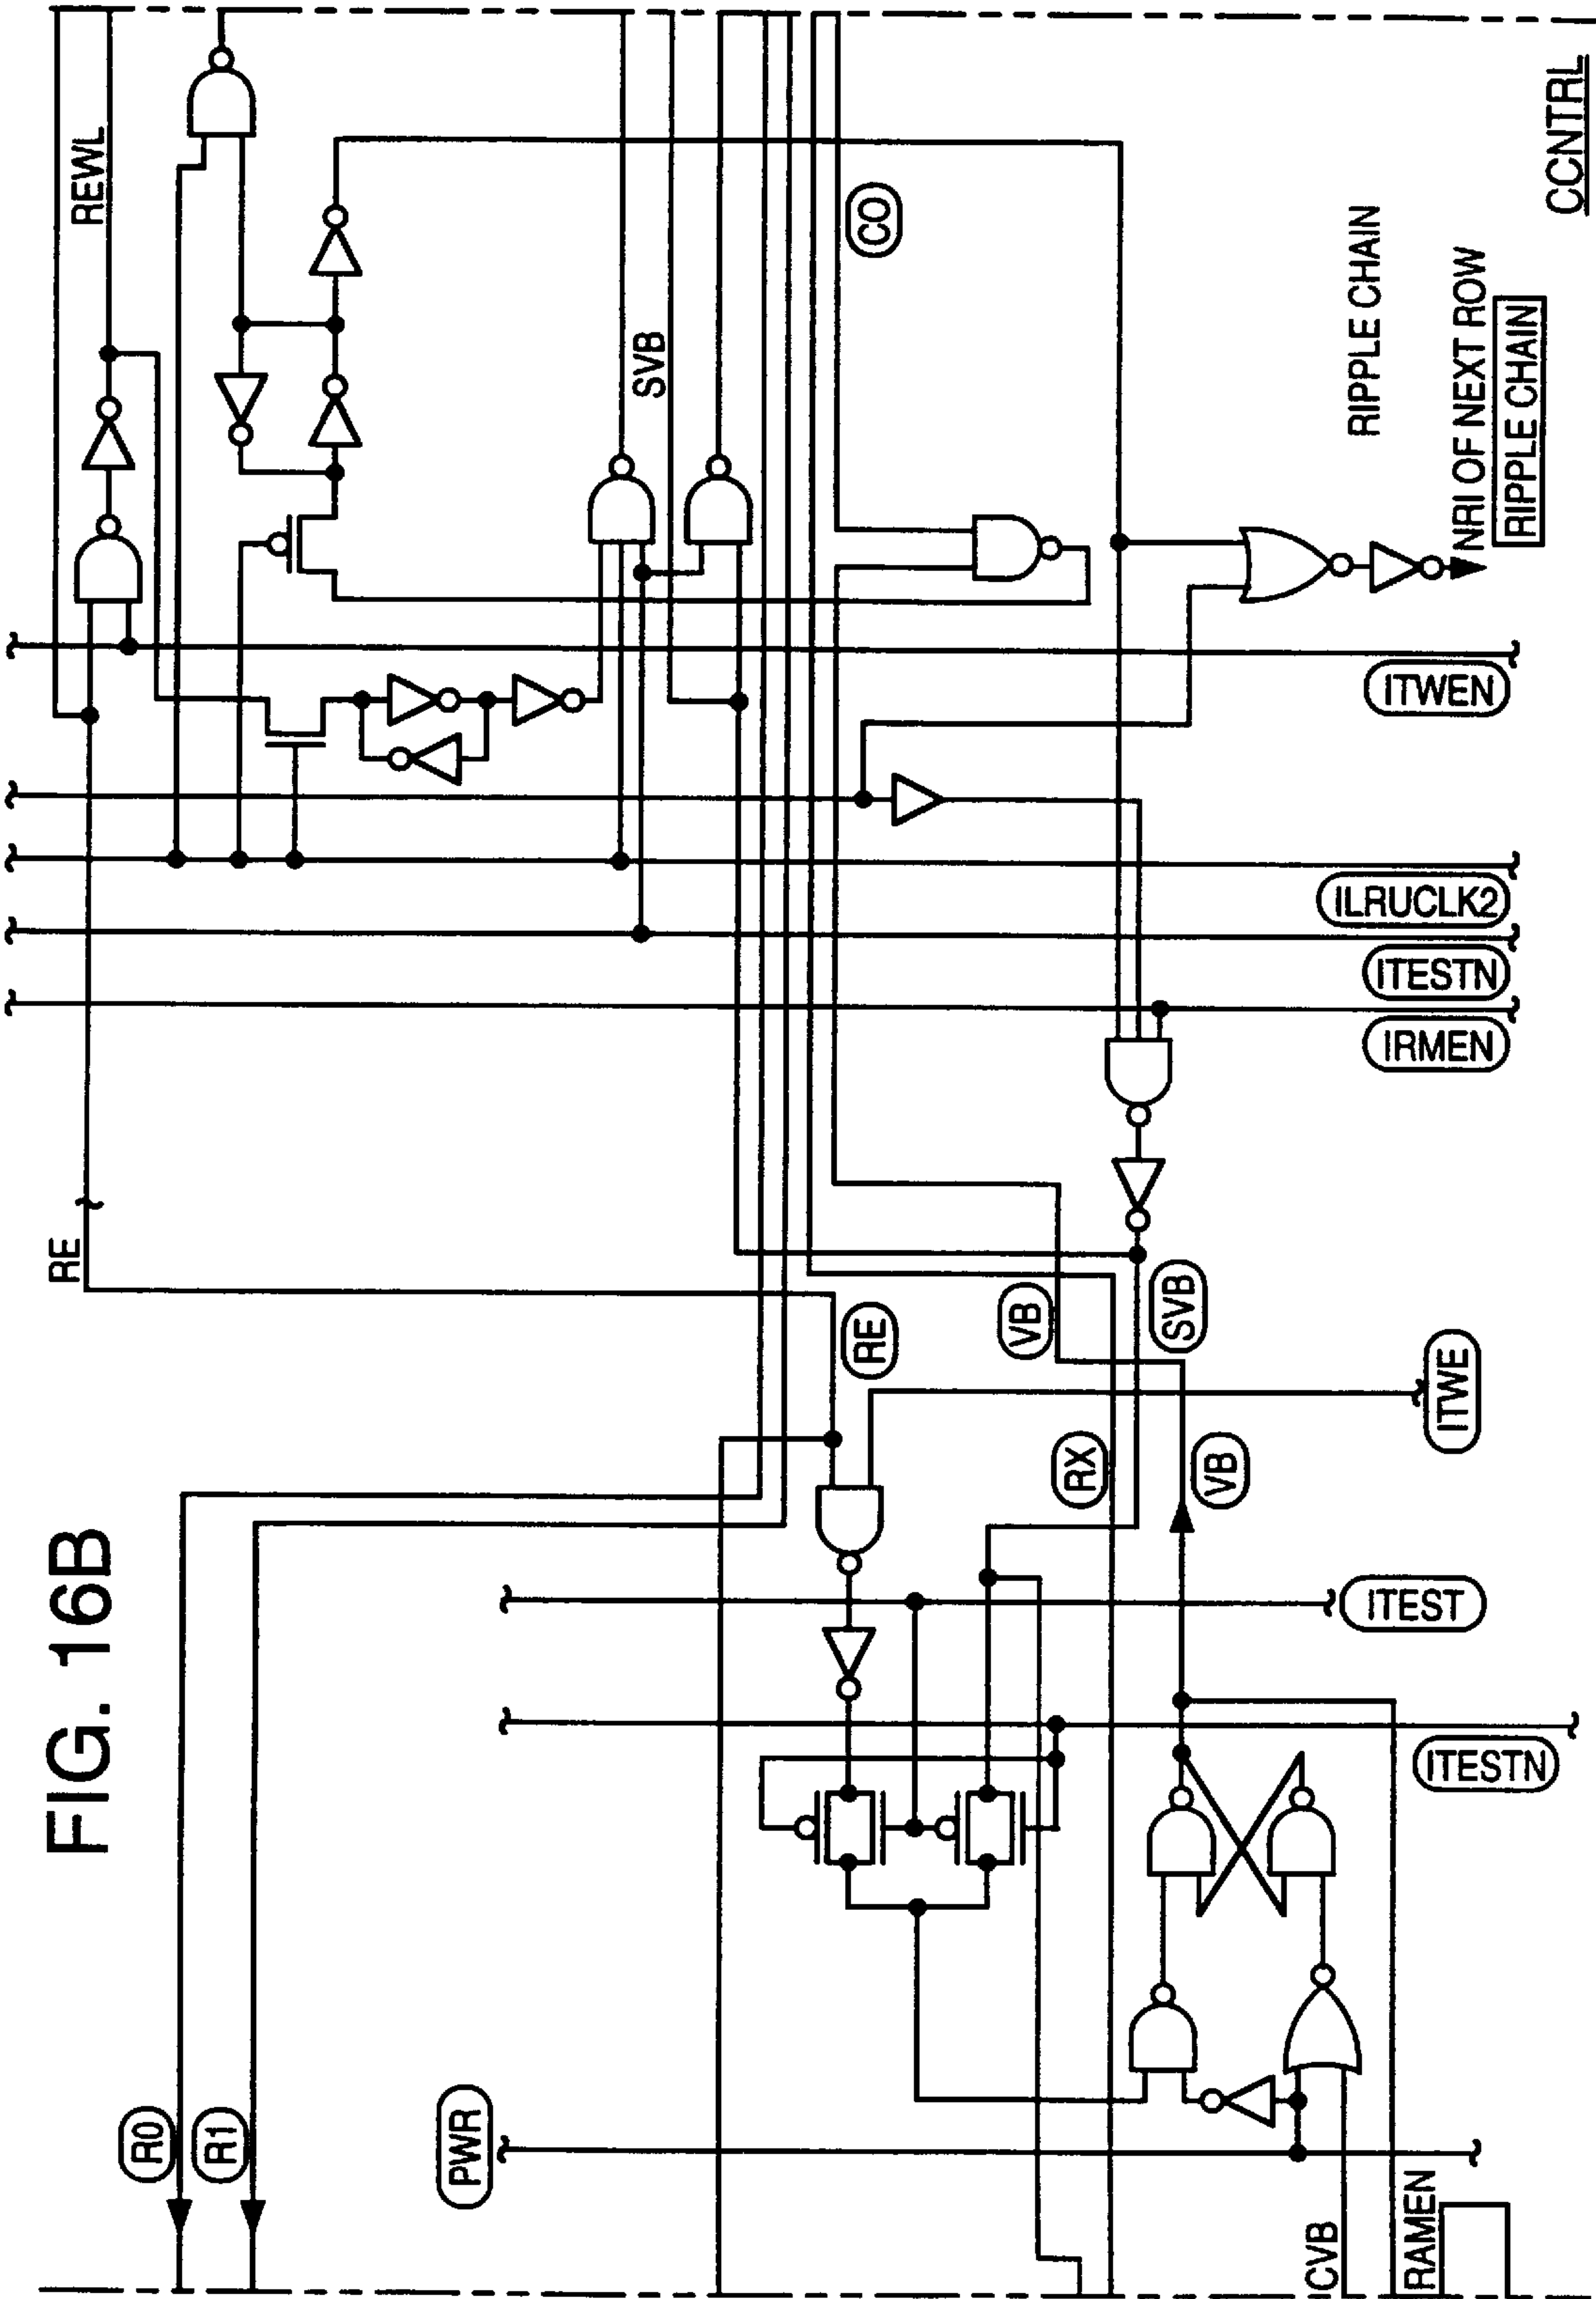 FIG. 16B
R0
R1
PWR
CVB
RAMEN
ITESTN
ITEST
ITWE
RE
RE
VB
RX
VB
SVB
IRMEN
ITESTN
ILRUCLK2
ITWEN
REWL
SVB
CO
RIPPLE CHAIN
NRI OF NEXT ROW
RIPPLE CHAIN
CCNTRL